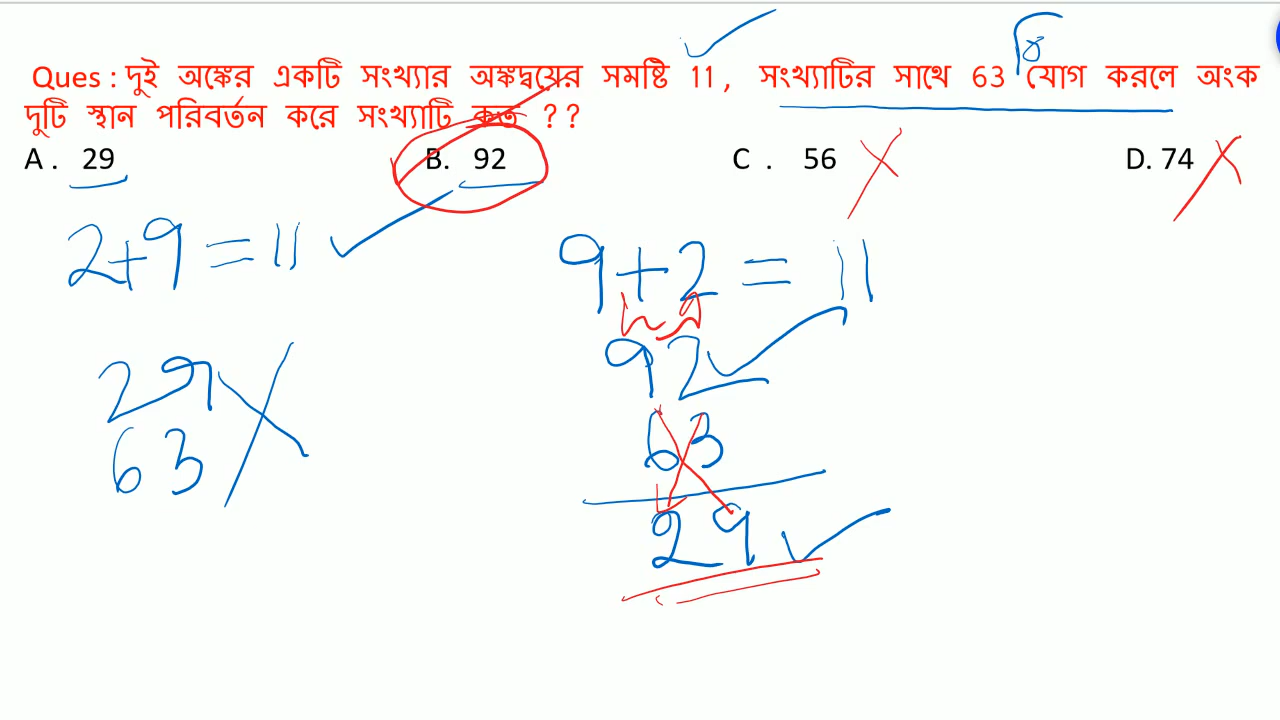 Ques : দুই অঙ্কের একটি সংখ্যার অঙ্কদ্বয়ের সমষ্টি 11 , সংখ্যাটির সাথে 63 যোগ করলে অংক
দুটি স্থান পরিবর্তন করে সংখ্যাটি কত ??
A . 29 B. 92 C . 56 D. 74
2+9 = 11 9+2 = 11
29 92
63 63
29